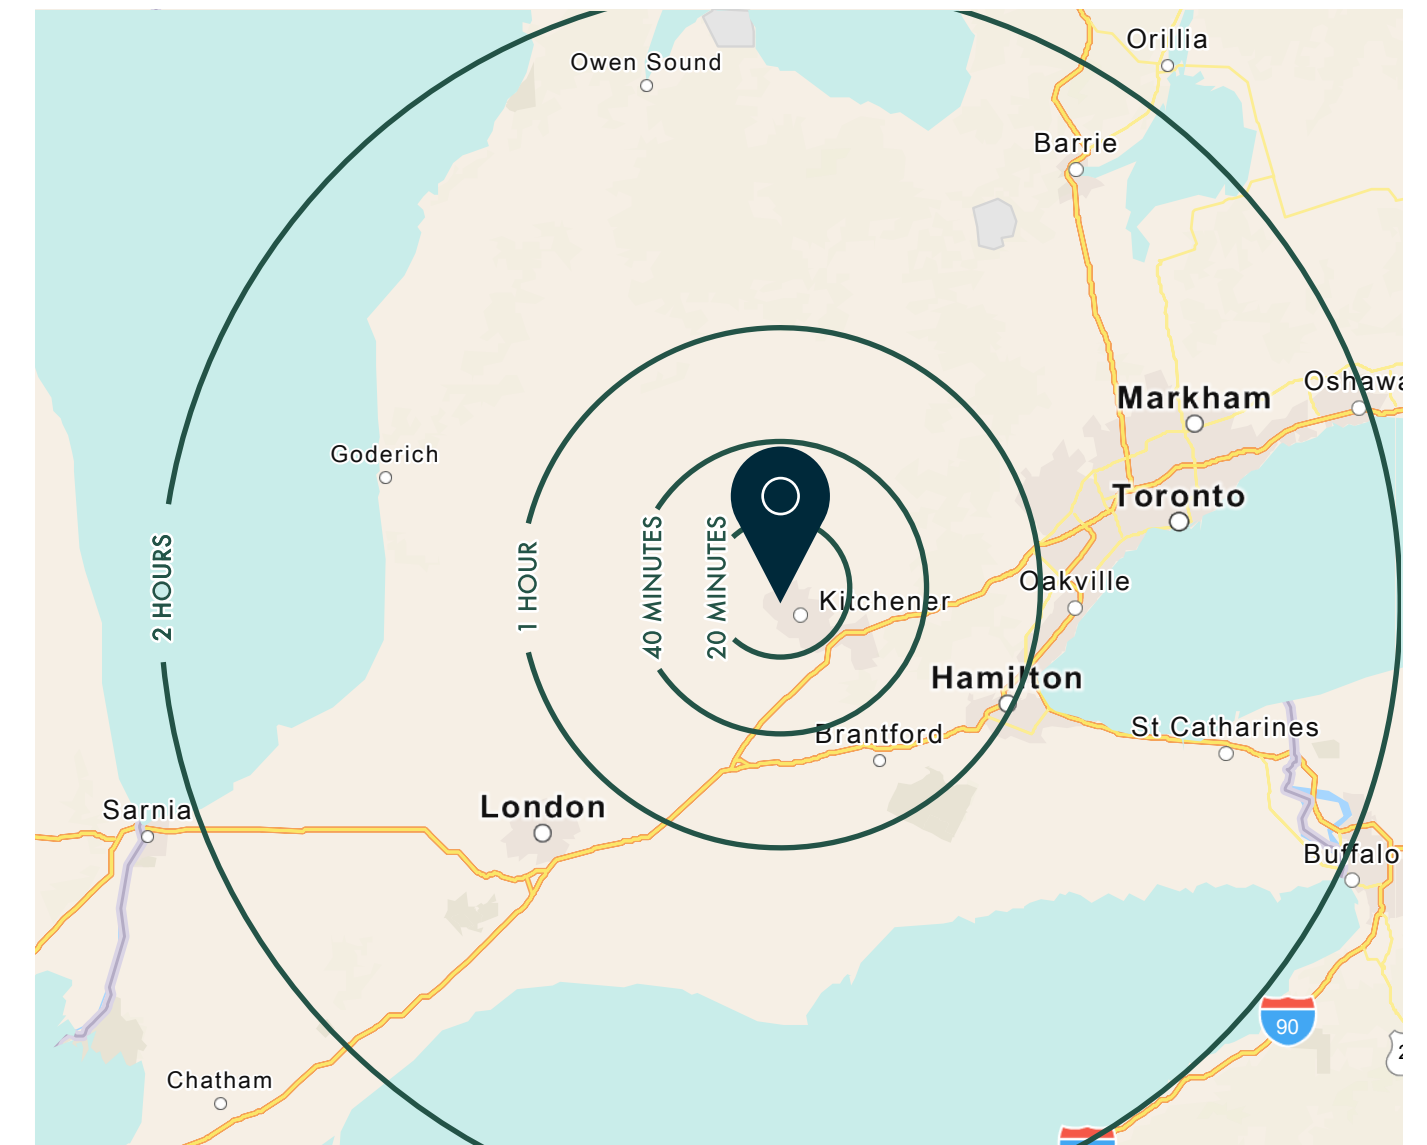 Orillia
Owen Sound
Barrie
Oshawa
Markham
Goderich
Toronto
2 HOURS
1 HOUR
40 MINUTES
20 MINUTES
Oakville
Kitchener
Hamilton
St Catharines
Brantford
London
Sarnia
Buffalo
90
2
Chatham